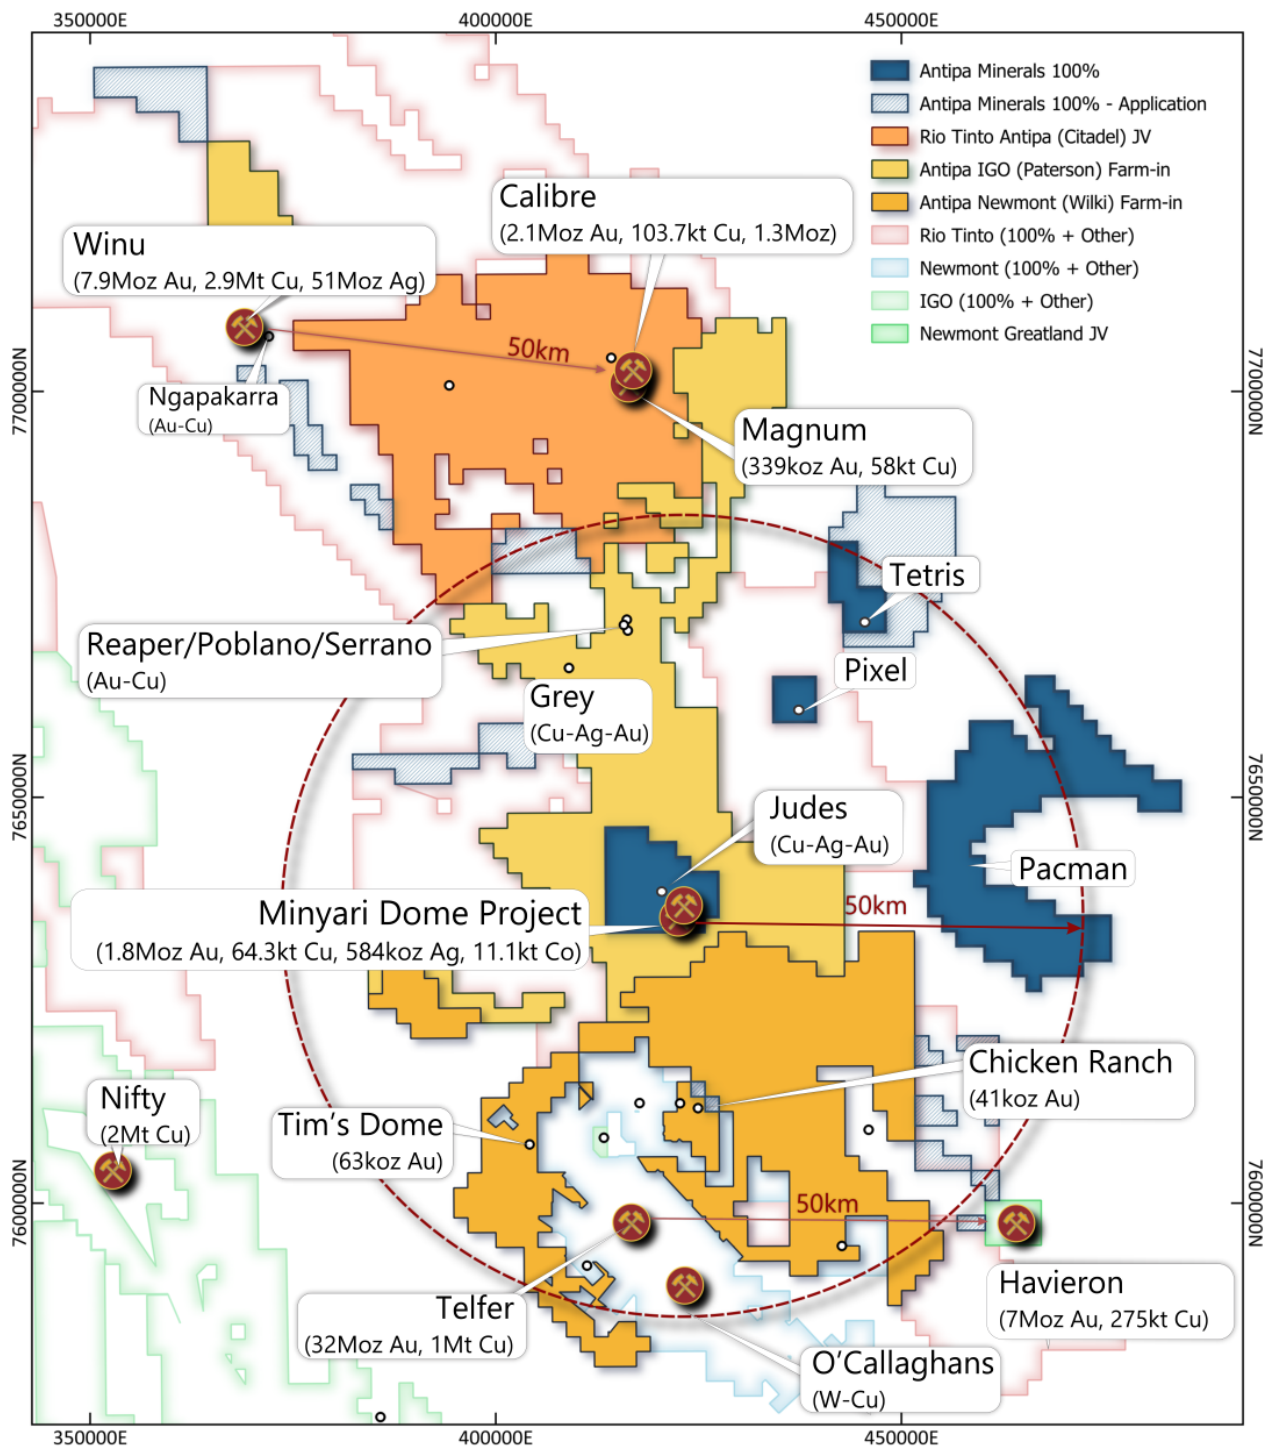 350000E
400000E
450000E
Antipa Minerals 100%
Antipa Minerals 100% - Application
Rio Tinto Antipa (Citadel) JV
Antipa IGO (Paterson) Farm-in
Antipa Newmont (Wilki) Farm-in
Rio Tinto (100% + Other)
Newmont (100% + Other)
IGO (100% + Other)
Newmont Greatland JV
Calibre
(2.1Moz Au, 103.7kt Cu, 1.3Moz)
Winu
(7.9Moz Au, 2.9Mt Cu, 51Moz Ag)
50km
Ngapakarra
(Au-Cu)
7700000N
7700000N
Magnum
(339koz Au, 58kt Cu)
Tetris
Reaper/Poblano/Serrano
(Au-Cu)
Pixel
Grey
(Cu-Ag-Au)
7650000N
7650000N
Judes
(Cu-Ag-Au)
Pacman
Minyari Dome Project
(1.8Moz Au, 64.3kt Cu, 584koz Ag, 11.1kt Co)
50km
Chicken Ranch
(41koz Au)
Nifty
(2Mt Cu)
Tim's Dome
(63koz Au)
7600000N
7600000N
50km
Havieron
(7Moz Au, 275kt Cu)
Telfer
(32Moz Au, 1Mt Cu)
O'Callaghans
(W-Cu)
350000E
400000E
450000E